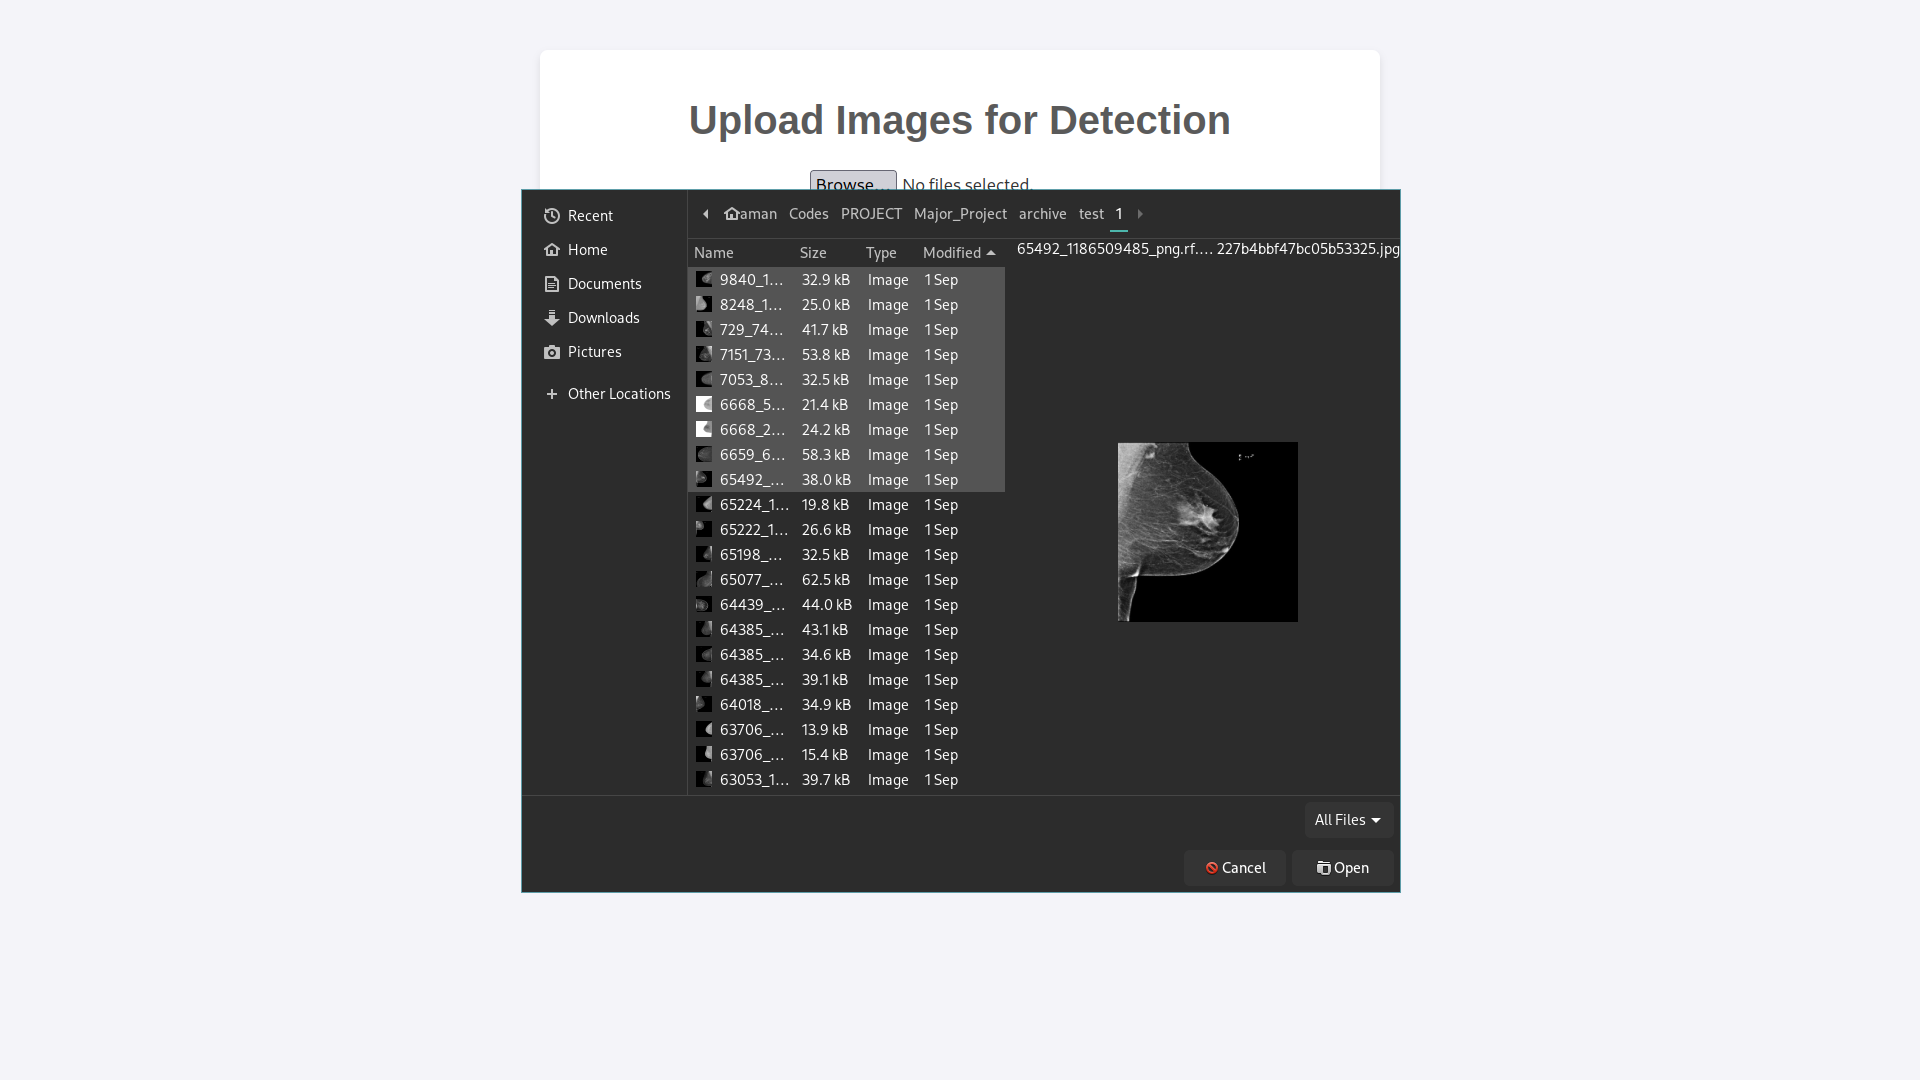 Upload Images for Detection
Browse... No files selected.
Recent
Home
Documents
Downloads
Pictures
Other Locations
aman Codes PROJECT Major_Project archive test 1
Name Size Type Modified
9840_1... 32.9 kB Image 1 Sep
8248_1... 25.0 kB Image 1 Sep
729_74... 41.7 kB Image 1 Sep
7151_73... 53.8 kB Image 1 Sep
7053_8... 32.5 kB Image 1 Sep
6668_5... 21.4 kB Image 1 Sep
6668_2... 24.2 kB Image 1 Sep
6659_6... 58.3 kB Image 1 Sep
65492_... 38.0 kB Image 1 Sep
65224_1... 19.8 kB Image 1 Sep
65222_1... 26.6 kB Image 1 Sep
65198_... 32.5 kB Image 1 Sep
65077_... 62.5 kB Image 1 Sep
64439_... 44.0 kB Image 1 Sep
64385_... 43.1 kB Image 1 Sep
64385_... 34.6 kB Image 1 Sep
64385_... 39.1 kB Image 1 Sep
64018_... 34.9 kB Image 1 Sep
63706_... 13.9 kB Image 1 Sep
63706_... 15.4 kB Image 1 Sep
63053_1... 39.7 kB Image 1 Sep
65492_1186509485_png.rf.... 227b4bbf47bc05b53325.jpg
All Files
Cancel Open